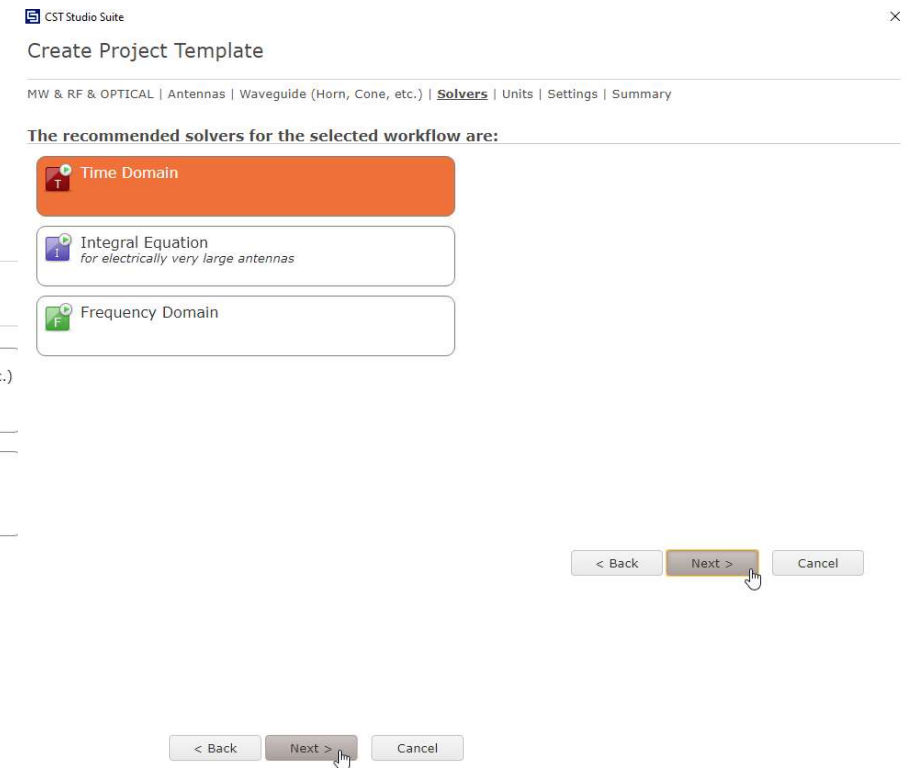 CST Studio Suite
Create Project Template
MW & RF & OPTICAL | Antennas | Waveguide (Horn, Cone, etc.) | Solvers | Units | Settings | Summary
The recommended solvers for the selected workflow are:
T Time Domain
I Integral Equation
for electrically very large antennas
F Frequency Domain
:.)
< Back Next > Cancel
< Back Next > Cancel